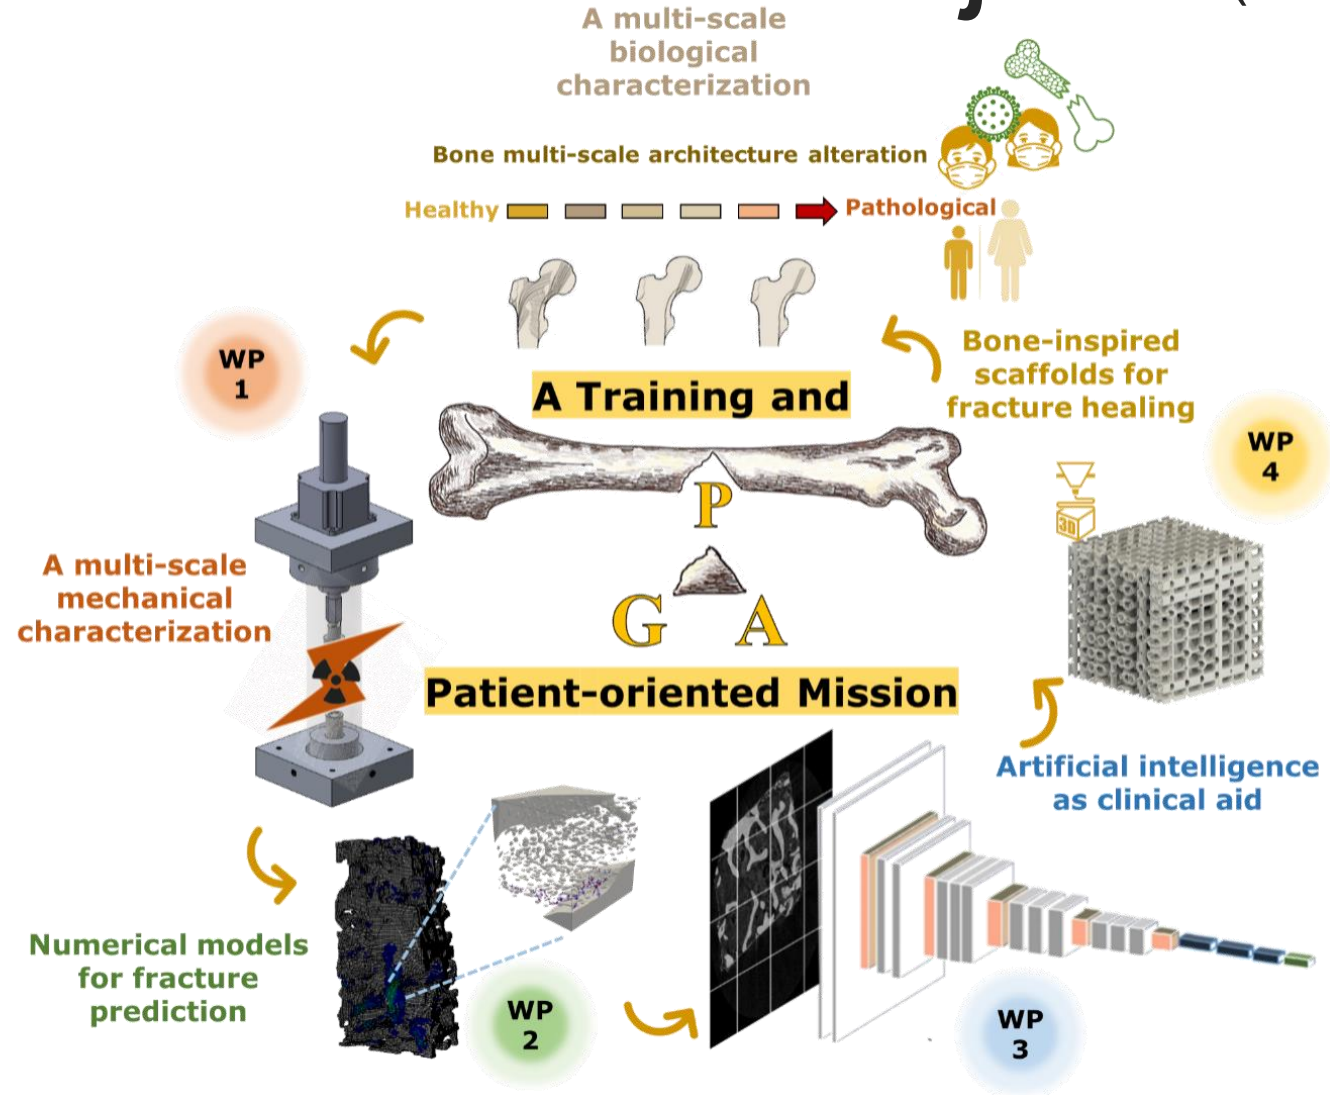 A multi-scale
biological
characterization
Bone multi-scale architecture alteration
Healthy
Pathological
WP
1
Bone-inspired
scaffolds for
fracture healing
A Training and
WP
4
P
3D
A multi-scale
mechanical
characterization
G A
Patient-oriented Mission
Artificial intelligence
as clinical aid
Numerical models
for fracture
prediction
WP
2
WP
3